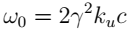 ω₀ = 2γ²kᵤc